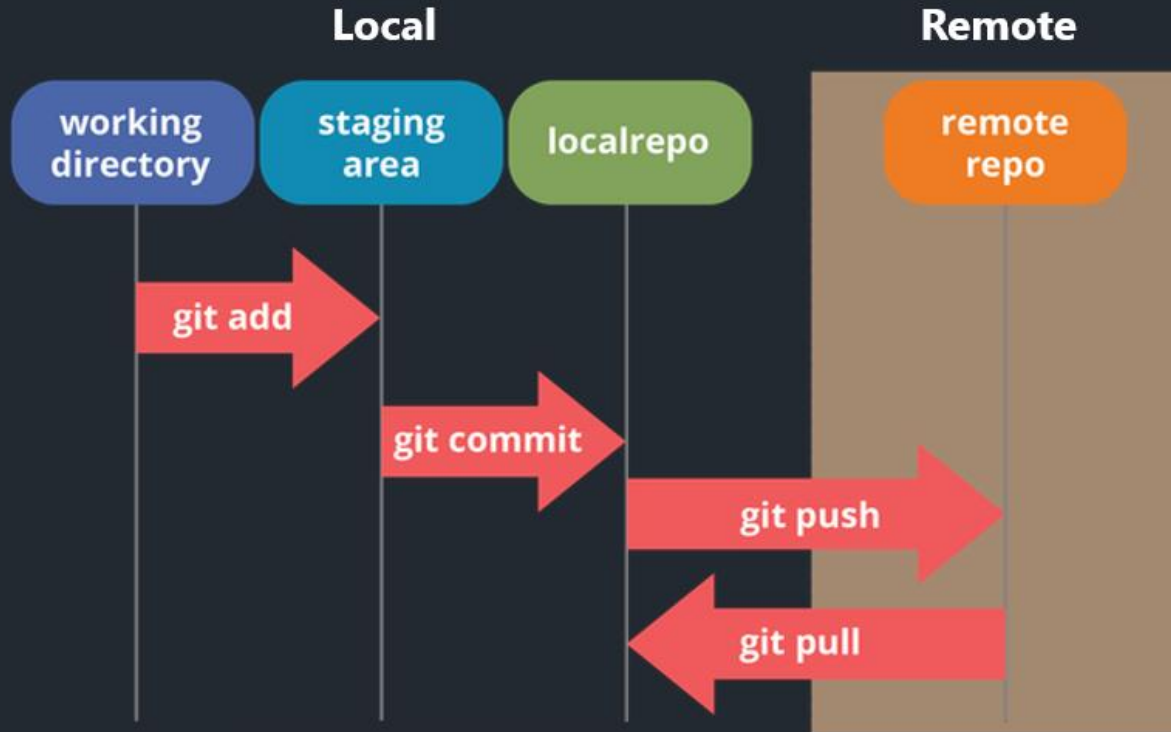 Local
Remote
working
directory
staging
area
localrepo
remote
repo
git add
git commit
git push
git pull